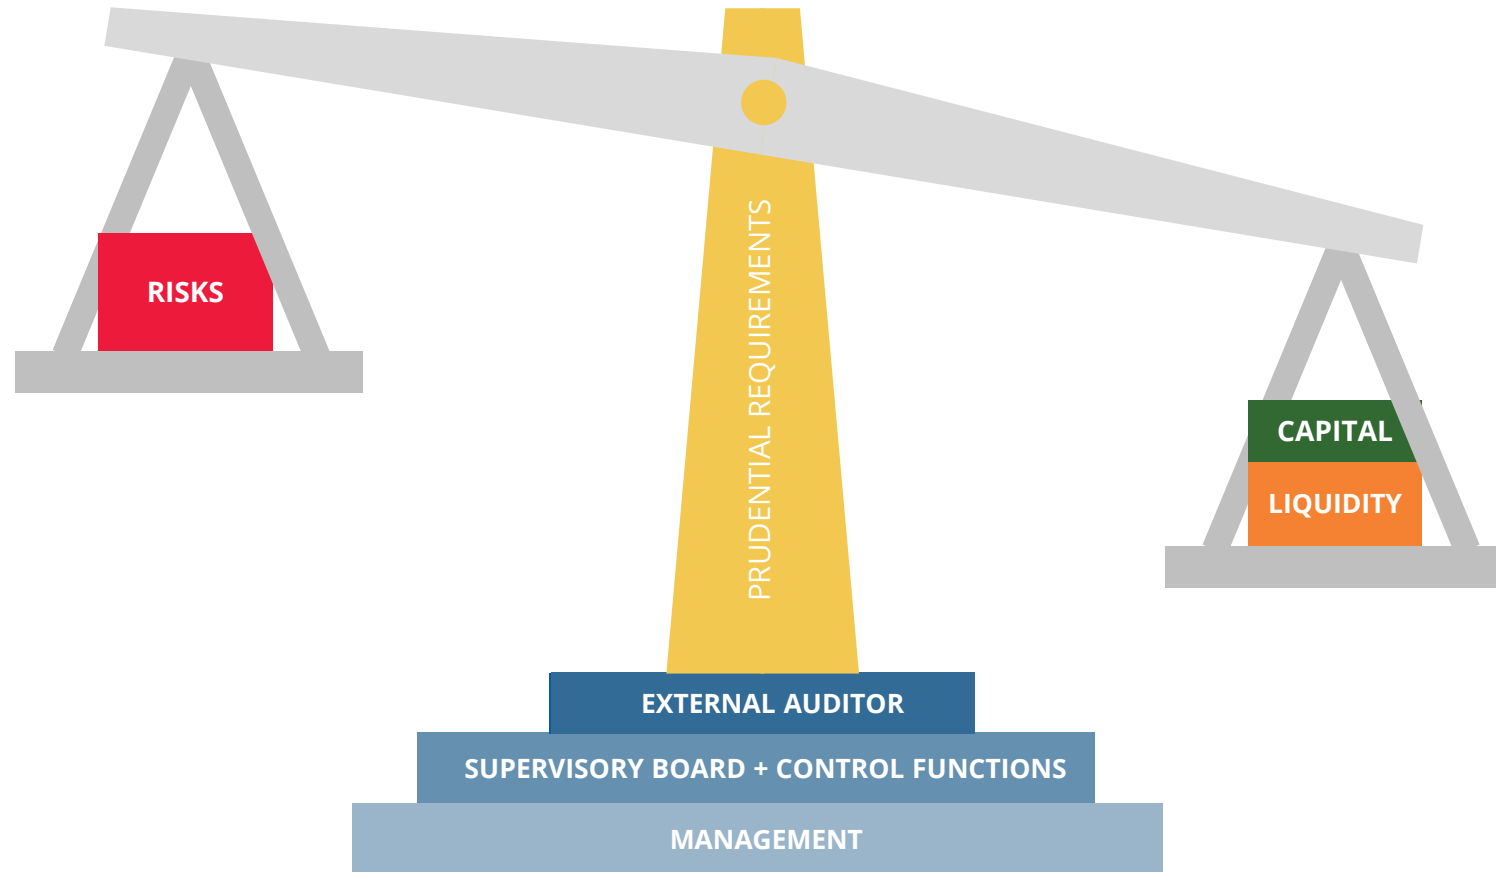 RISKS
PRUDENTIAL REQUIREMENTS
CAPITAL
LIQUIDITY
EXTERNAL AUDITOR
SUPERVISORY BOARD + CONTROL FUNCTIONS
MANAGEMENT